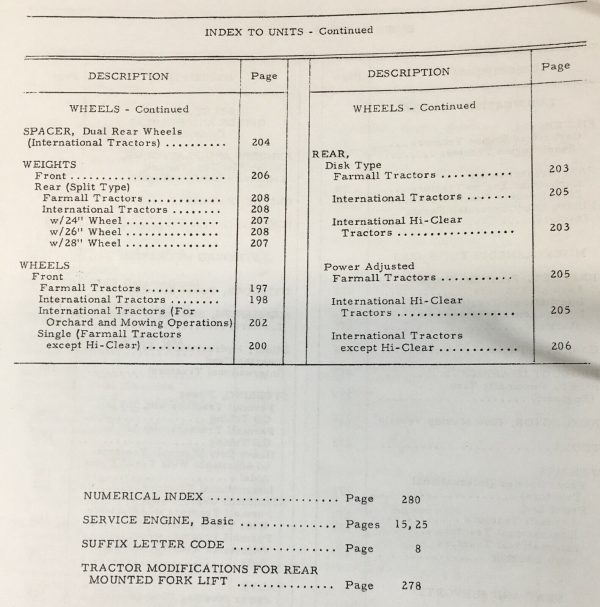 INDEX TO UNITS - Continued
DESCRIPTION Page
WHEELS - Continued
SPACER, Dual Rear Wheels
(International Tractors) .......... 204
WEIGHTS
Front .......................... 206
Rear (Split Type)
Farmall Tractors ............. 208
International Tractors ........ 208
w/24" Wheel ............... 207
w/26" Wheel ............... 208
w/28" Wheel ............... 207
WHEELS
Front
Farmall Tractors ............. 197
International Tractors ........ 198
International Tractors (For
Orchard and Mowing Operations) 202
Single (Farmall Tractors
except Hi-Clear) ........... 200
DESCRIPTION Page
WHEELS - Continued
REAR,
Disk Type
Farmall Tractors ........... 203
International Tractors ....... 205
International Hi-Clear
Tractors ................. 203
Power Adjusted
Farmall Tractors ........... 205
International Hi-Clear
Tractors ................. 205
International Tractors
except Hi-Clear ............ 206
NUMERICAL INDEX .................... Page 280
SERVICE ENGINE, Basic ............... Pages 15, 25
SUFFIX LETTER CODE ................ Page 8
TRACTOR MODIFICATIONS FOR REAR
MOUNTED FORK LIFT ............... Page 278